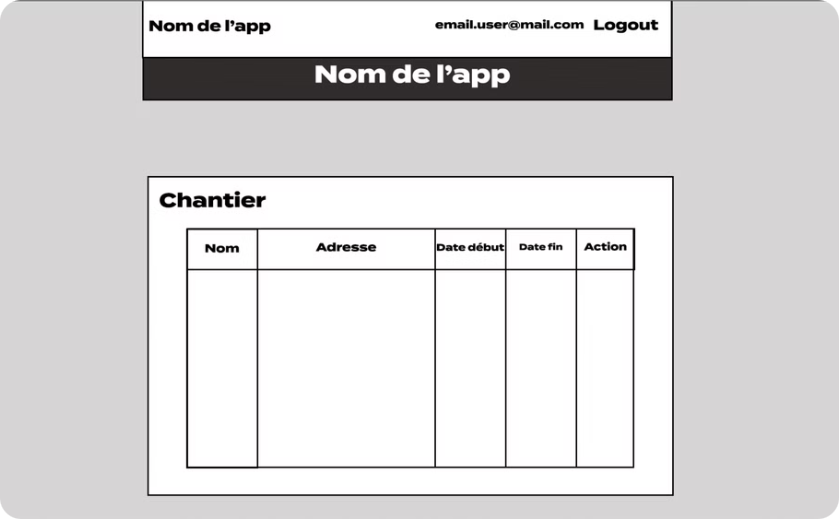 Nom de l’app
email.user@mail.com Logout
Nom de l’app
Chantier
Nom Adresse Date début Date fin Action